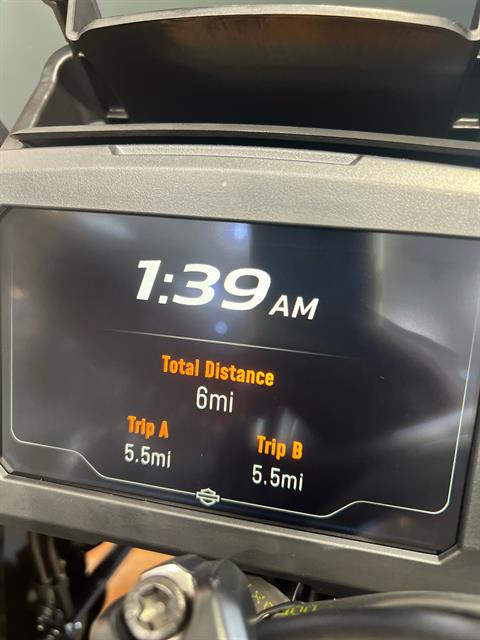 1:39 AM
Total Distance
6mi
Trip A
5.5mi
Trip B
5.5mi